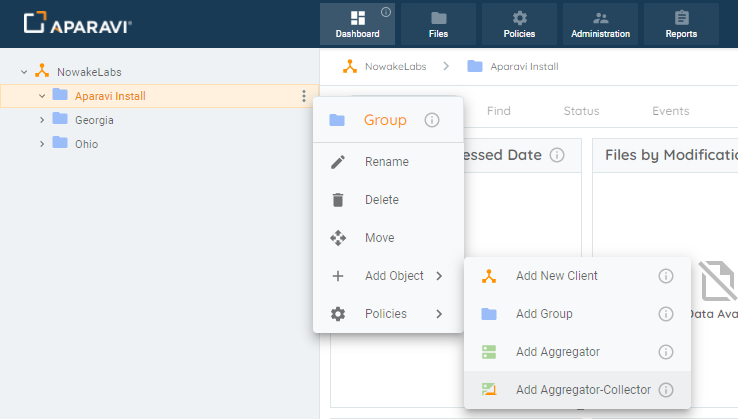 APARAVI®
Dashboard
Files
Policies
Administration
Reports
NowakeLabs
Aparavi Install
Georgia
Ohio
NowakeLabs
Aparavi Install
Find
Status
Events
Group
essed Date
Files by Modificatio
Rename
Delete
Move
Add Object
Policies
Add New Client
Add Group
Add Aggregator
Add Aggregator-Collector
Data Ava